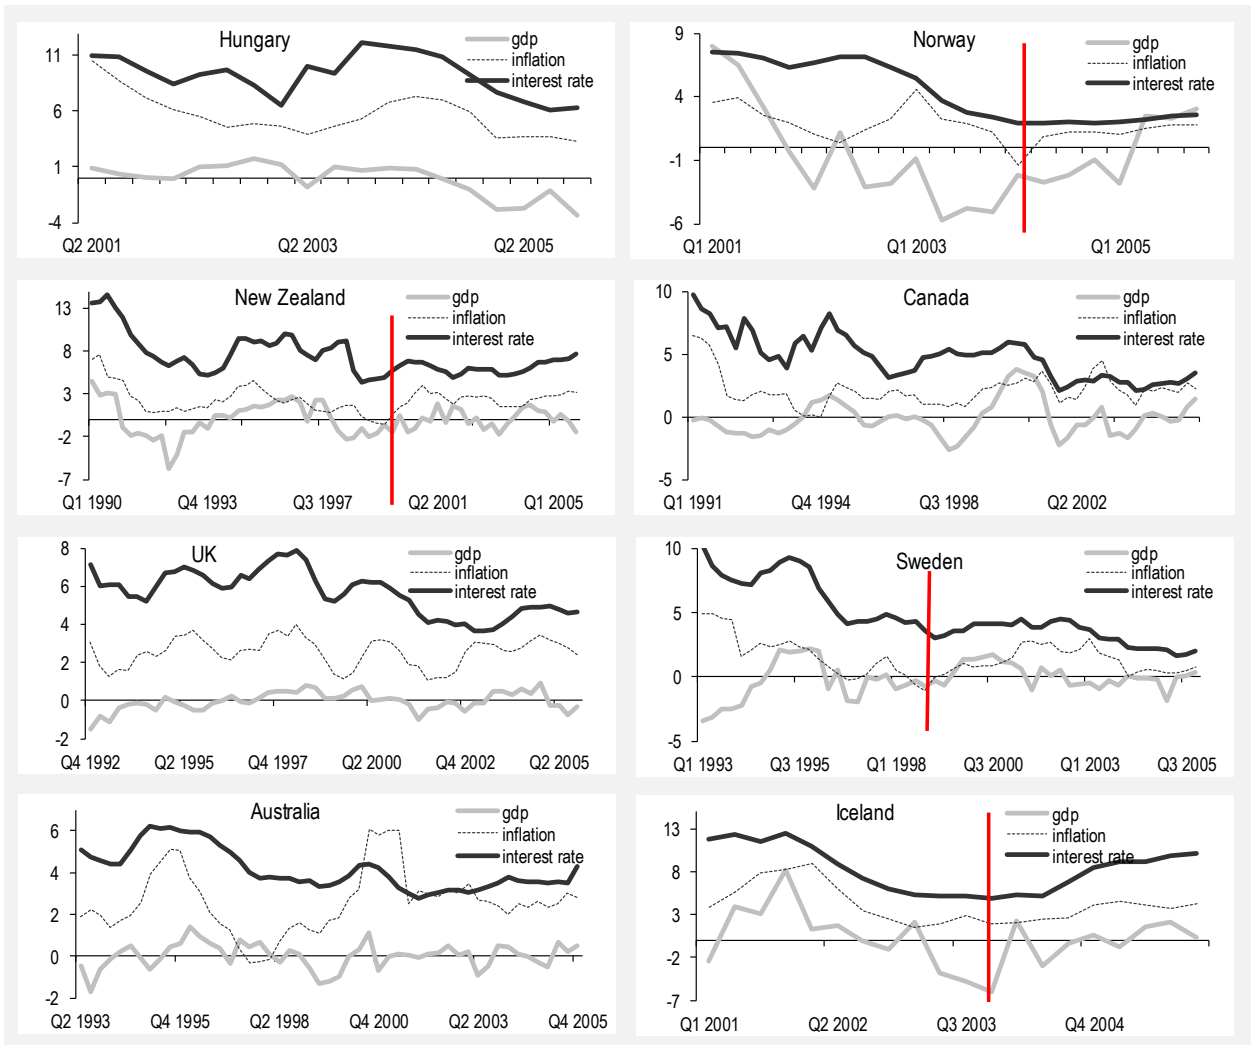 Hungary
gdp
inflation
interest rate
11
6
1
-4
Q2 2001 Q2 2003 Q2 2005
Norway
gdp
inflation
interest rate
9
4
-1
-6
Q1 2001 Q1 2003 Q1 2005
New Zealand
gdp
inflation
interest rate
13
8
3
-2
-7
Q1 1990 Q4 1993 Q3 1997 Q2 2001 Q1 2005
Canada
gdp
inflation
interest rate
10
5
0
-5
Q1 1991 Q4 1994 Q3 1998 Q2 2002
UK
gdp
inflation
interest rate
8
6
4
2
0
-2
Q4 1992 Q2 1995 Q4 1997 Q2 2000 Q4 2002 Q2 2005
Sweden
gdp
inflation
interest rate
10
5
0
-5
Q1 1993 Q3 1995 Q1 1998 Q3 2000 Q1 2003 Q3 2005
Australia
gdp
inflation
interest rate
6
4
2
0
-2
Q2 1993 Q4 1995 Q2 1998 Q4 2000 Q2 2003 Q4 2005
Iceland
gdp
inflation
interest rate
13
8
3
-2
-7
Q1 2001 Q2 2002 Q3 2003 Q4 2004